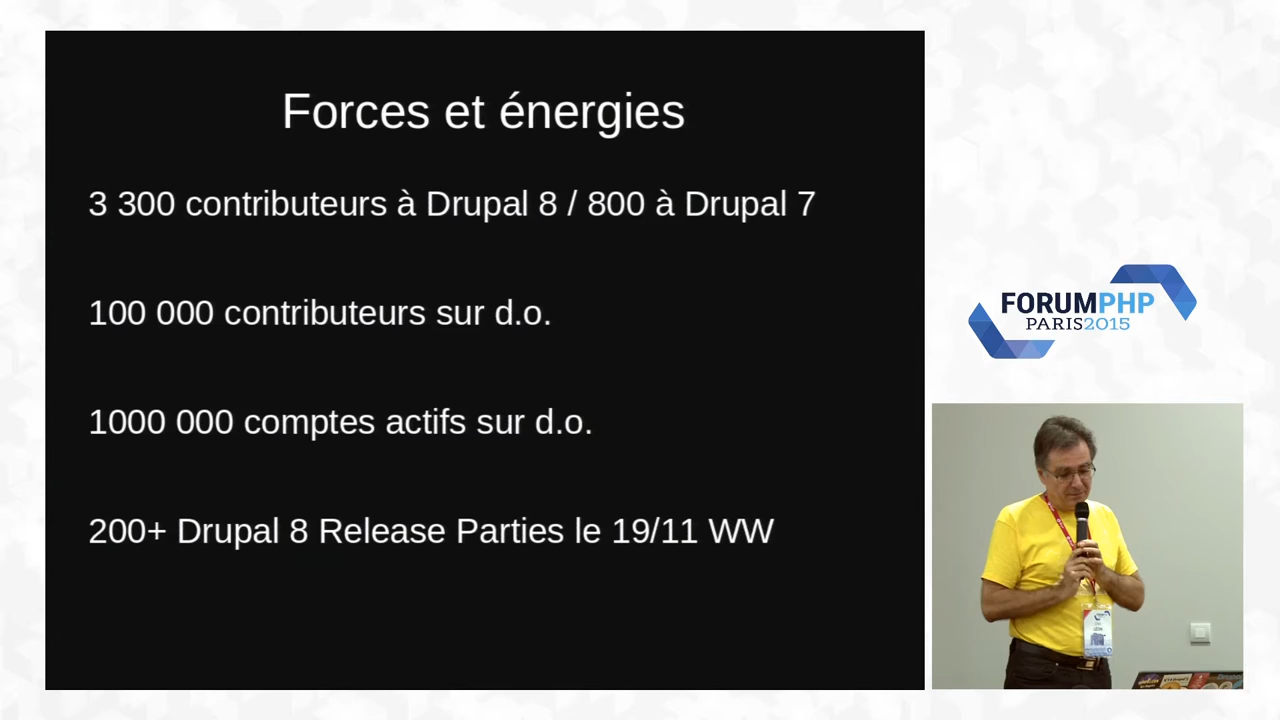 Forces et énergies
3 300 contributeurs à Drupal 8 / 800 à Drupal 7
100 000 contributeurs sur d.o.
1000 000 comptes actifs sur d.o.
200+ Drupal 8 Release Parties le 19/11 WW
FORUMPHP
PARIS2015